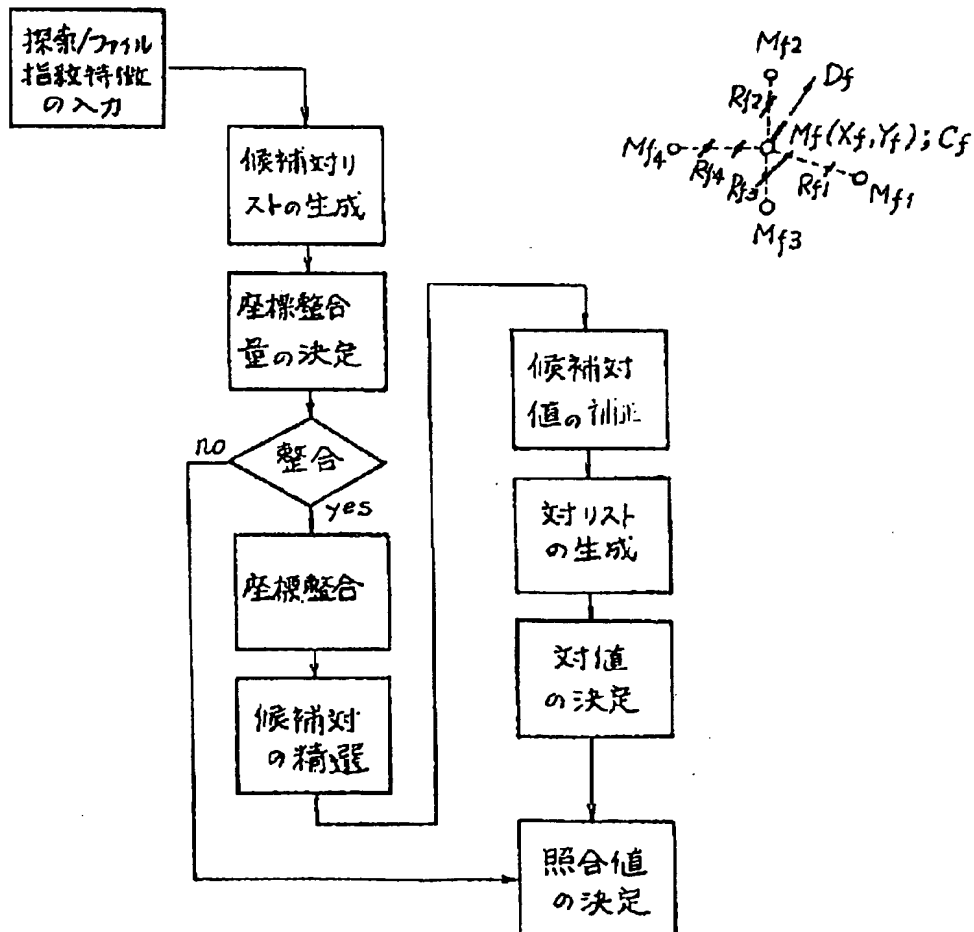 探索/ファイル
指紋特徴
の入力
候補対リ
ストの生成
座標整合
量の決定
整合
no
yes
座標整合
候補対
の精選
候補対
値の補正
対リスト
の生成
対値
の決定
照合値
の決定
Mf2
Df
Rf2
Mf(Xf,Yf);Cf
Mf4
Rf4
Rf3
Rf1
Mf1
Mf3